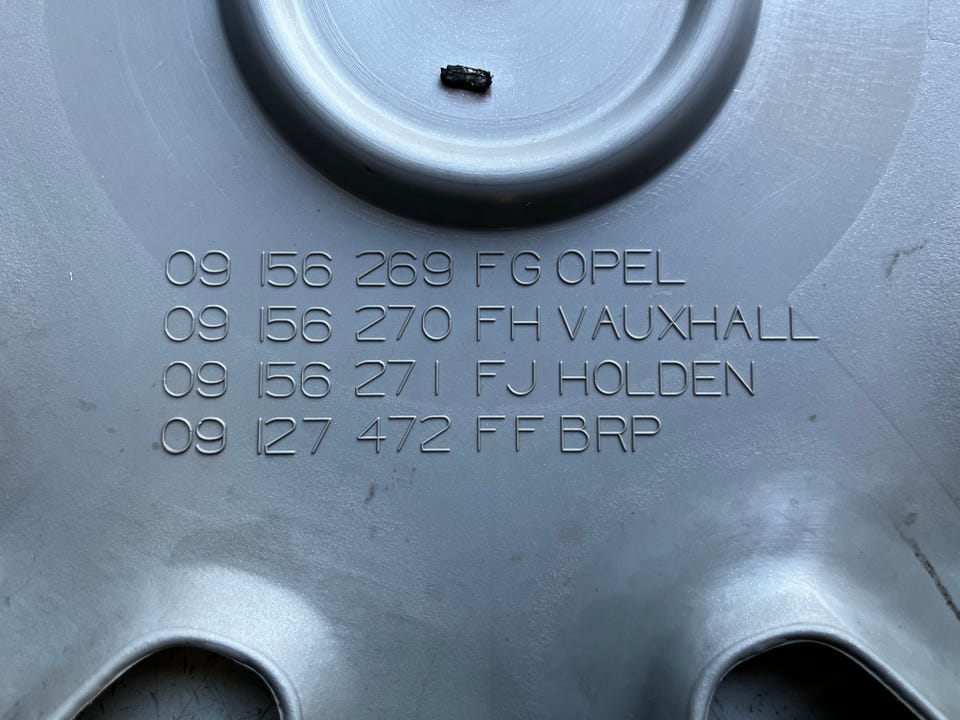 09 156 269 FG OPEL
09 156 270 FH VAUXHALL
09 156 271 FJ HOLDEN
09 127 472 FF BRP